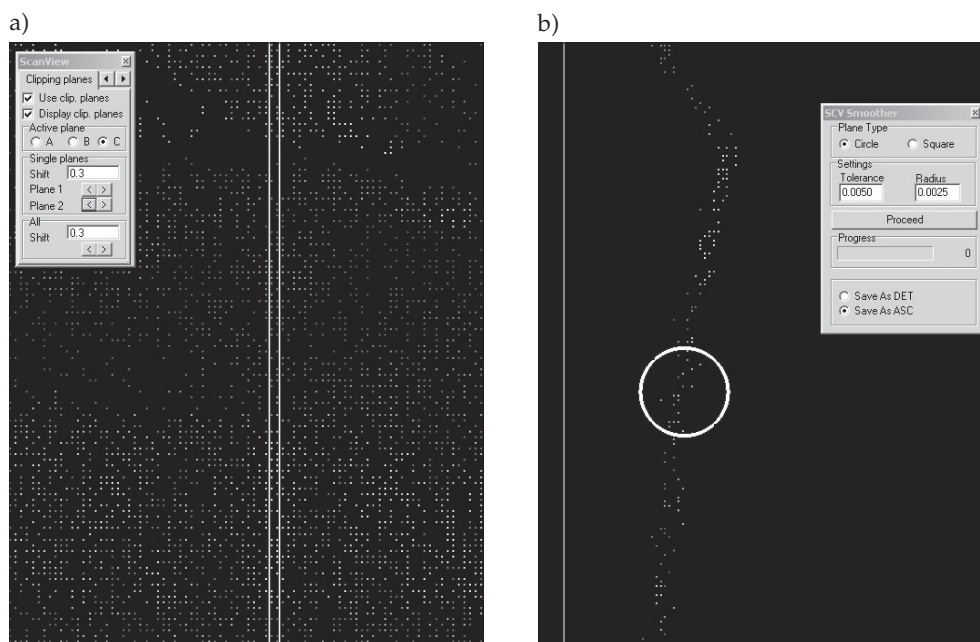 a)
b)
ScanView
Clipping planes
Use clip. planes
Display clip. planes
Active plane
A B C
Single planes
Shift 0.3
Plane 1 < >
Plane 2 < >
All
Shift 0.3
< >
SCV Smoother
Plane Type
Circle Square
Settings
Tolerance Radius
0.0050 0.0025
Proceed
Progress
0
Save As DET
Save As ASC